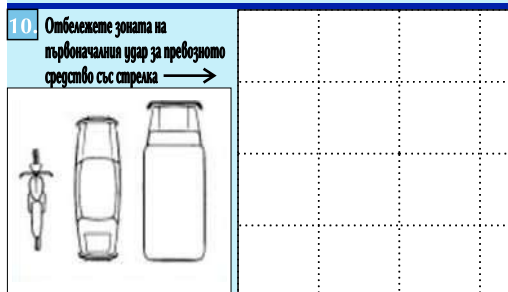 10. Отбележете зоната на
първоначалния удар за превозното
средство със стрелка